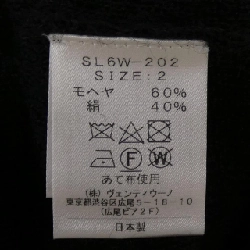 SL6W-202
SIZE:2
モヘヤ 60%
絹 40%
F W
あて布使用
(株) ヴェンティウーノ
東京都渋谷区広尾5-16-10
(広尾ピア2F)
日本製